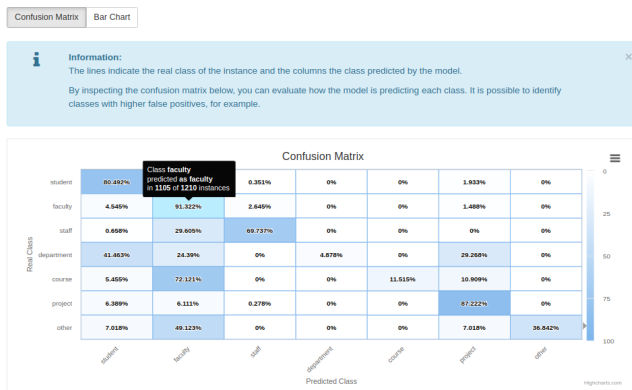 Confusion Matrix Bar Chart
Information:
The lines indicate the real class of the instance and the columns the class predicted by the model.
By inspecting the confusion matrix below, you can evaluate how the model is predicting each class. It is possible to identify
classes with higher false positives, for example.
×
Confusion Matrix
Class faculty
predicted as faculty
in 1105 of 1210 instances
Real Class
student 80.492% 0.351% 0% 0% 1.933% 0%
faculty 4.545% 91.322% 2.645% 0% 0% 1.488% 0%
staff 0.658% 29.605% 69.737% 0% 0% 0% 0%
department 41.463% 24.39% 0% 4.878% 0% 29.268% 0%
course 5.455% 72.121% 0% 0% 11.515% 10.909% 0%
project 6.389% 6.111% 0.278% 0% 0% 87.222% 0%
other 7.018% 49.123% 0% 0% 0% 7.018% 36.842%
student faculty staff department course project other
Predicted Class
0
25
50
75
100
Highcharts.com